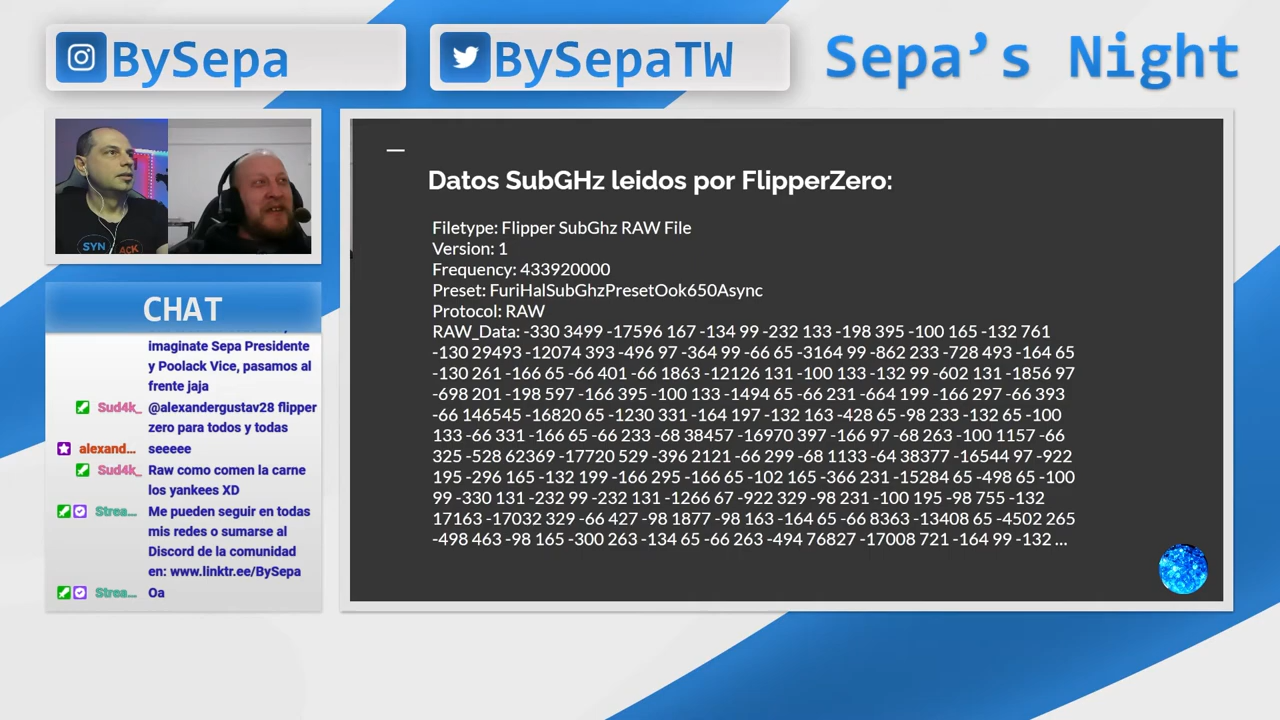 BySepa
BySepaTW
Sepa's Night
SYN
ACK
Datos SubGHz leidos por FlipperZero:
Filetype: Flipper SubGhz RAW File
Version: 1
Frequency: 433920000
Preset: FuriHalSubGhzPresetOok650Async
Protocol: RAW
RAW_Data: -330 3499 -17596 167 -134 99 -232 133 -198 395 -100 165 -132 761
-130 29493 -12074 393 -496 97 -364 99 -66 65 -3164 99 -862 233 -728 493 -164 65
-130 261 -166 65 -66 401 -66 1863 -12126 131 -100 133 -132 99 -602 131 -1856 97
-698 201 -198 597 -166 395 -100 133 -1494 65 -66 231 -664 199 -166 297 -66 393
-66 146545 -16820 65 -1230 331 -164 197 -132 163 -428 65 -98 233 -132 65 -100
133 -66 331 -166 65 -66 233 -68 38457 -16970 397 -166 97 -68 263 -100 1157 -66
325 -528 62369 -17720 529 -396 2121 -66 299 -68 1133 -64 38377 -16544 97 -922
195 -296 165 -132 199 -166 295 -166 65 -102 165 -366 231 -15284 65 -498 65 -100
99 -330 131 -232 99 -232 131 -1266 67 -922 329 -98 231 -100 195 -98 755 -132
17163 -17032 329 -66 427 -98 1877 -98 163 -164 65 -66 8363 -13408 65 -4502 265
-498 463 -98 165 -300 263 -134 65 -66 263 -494 76827 -17008 721 -164 99 -132 ...
CHAT
imaginate Sepa Presidente
y Poolack Vice, pasamos al
frente jaja
Sud4k_ @alexandergustav28 flipper
zero para todos y todas
alexand... seeeee
Sud4k_ Raw como comen la carne
los yankees XD
Strea... Me pueden seguir en todas
mis redes o sumarse al
Discord de la comunidad
en: www.linktr.ee/BySepa
Strea... Oa